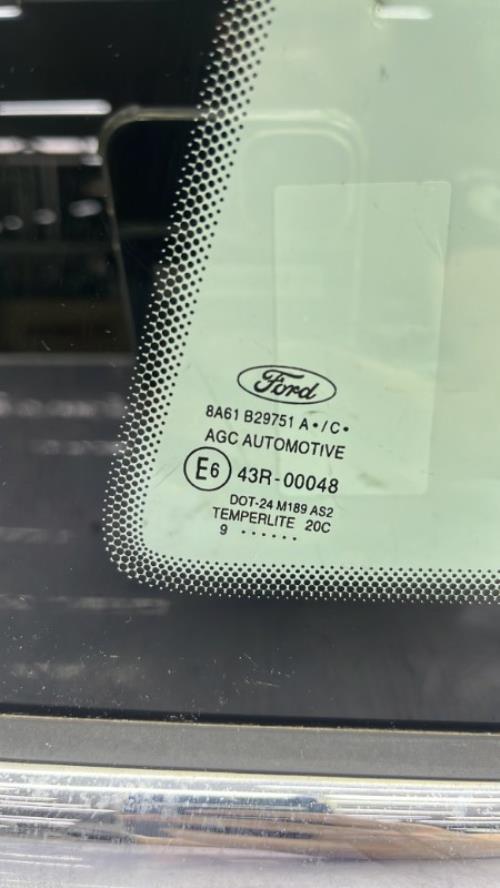 Ford
8A61 B29751 A•/C•
AGC AUTOMOTIVE
E6 43R-00048
DOT-24 M189 AS2
TEMPERLITE 20C
9 ••••••